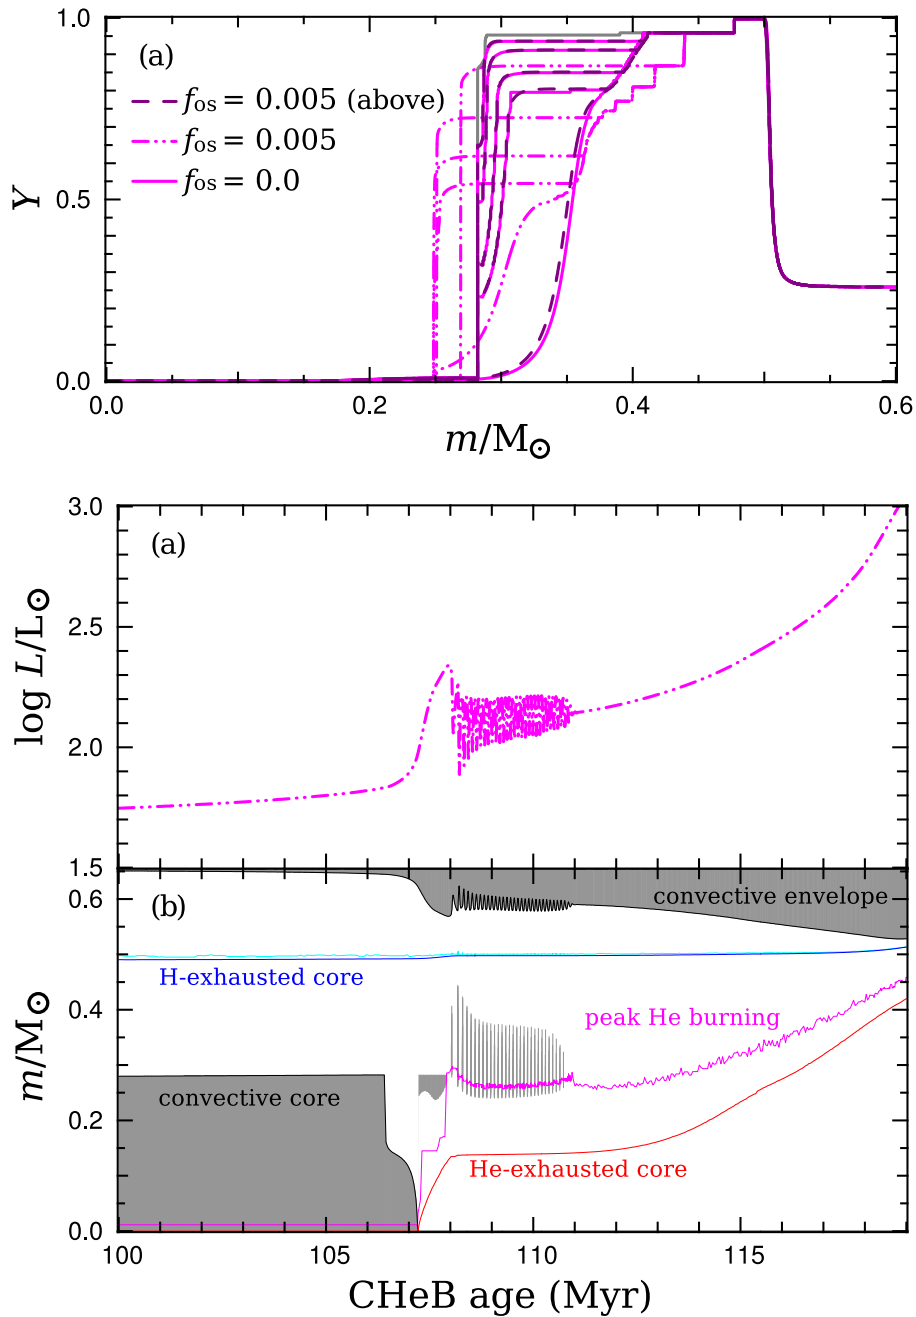 1.0
(a)
f_os = 0.005 (above)
f_os = 0.005
f_os = 0.0
Y
0.5
0.0
0.0 0.2 0.4 0.6
m/M⊙
3.0
(a)
2.5
log L/L⊙
2.0
1.5
0.6
(b)
convective envelope
H-exhausted core
0.4
peak He burning
m/M⊙
convective core
0.2
He-exhausted core
0.0
100 105 110 115
CHeB age (Myr)